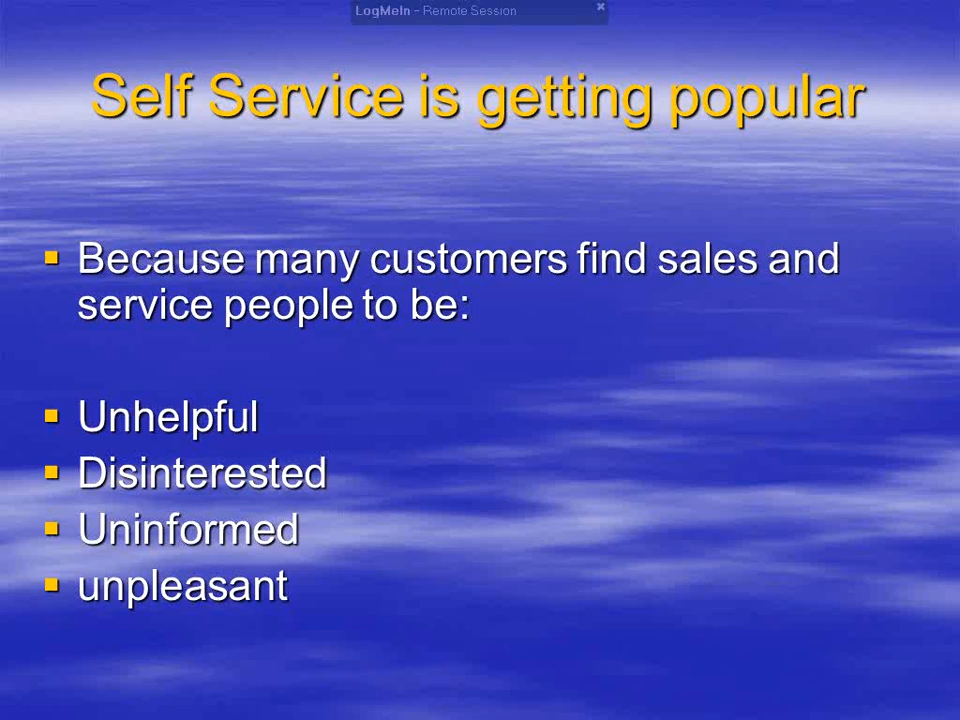 LogMeIn - Remote Session
Self Service is getting popular
Because many customers find sales and
service people to be:
Unhelpful
Disinterested
Uninformed
unpleasant